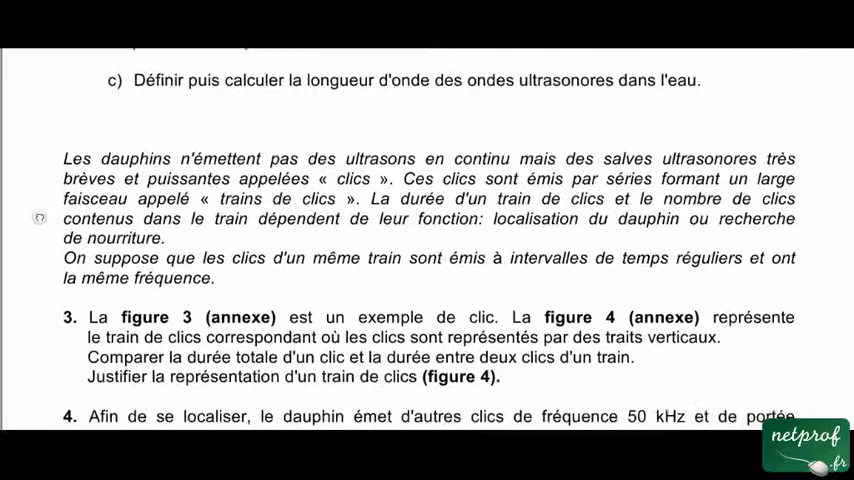 c) Définir puis calculer la longueur d'onde des ondes ultrasonores dans l'eau.
Les dauphins n'émettent pas des ultrasons en continu mais des salves ultrasonores très
brèves et puissantes appelées « clics ». Ces clics sont émis par séries formant un large
faisceau appelé « trains de clics ». La durée d'un train de clics et le nombre de clics
contenus dans le train dépendent de leur fonction: localisation du dauphin ou recherche
de nourriture.
On suppose que les clics d'un même train sont émis à intervalles de temps réguliers et ont
la même fréquence.
3. La figure 3 (annexe) est un exemple de clic. La figure 4 (annexe) représente
le train de clics correspondant où les clics sont représentés par des traits verticaux.
Comparer la durée totale d'un clic et la durée entre deux clics d'un train.
Justifier la représentation d'un train de clics (figure 4).
4. Afin de se localiser, le dauphin émet d'autres clics de fréquence 50 kHz et de portée
netprof
.fr